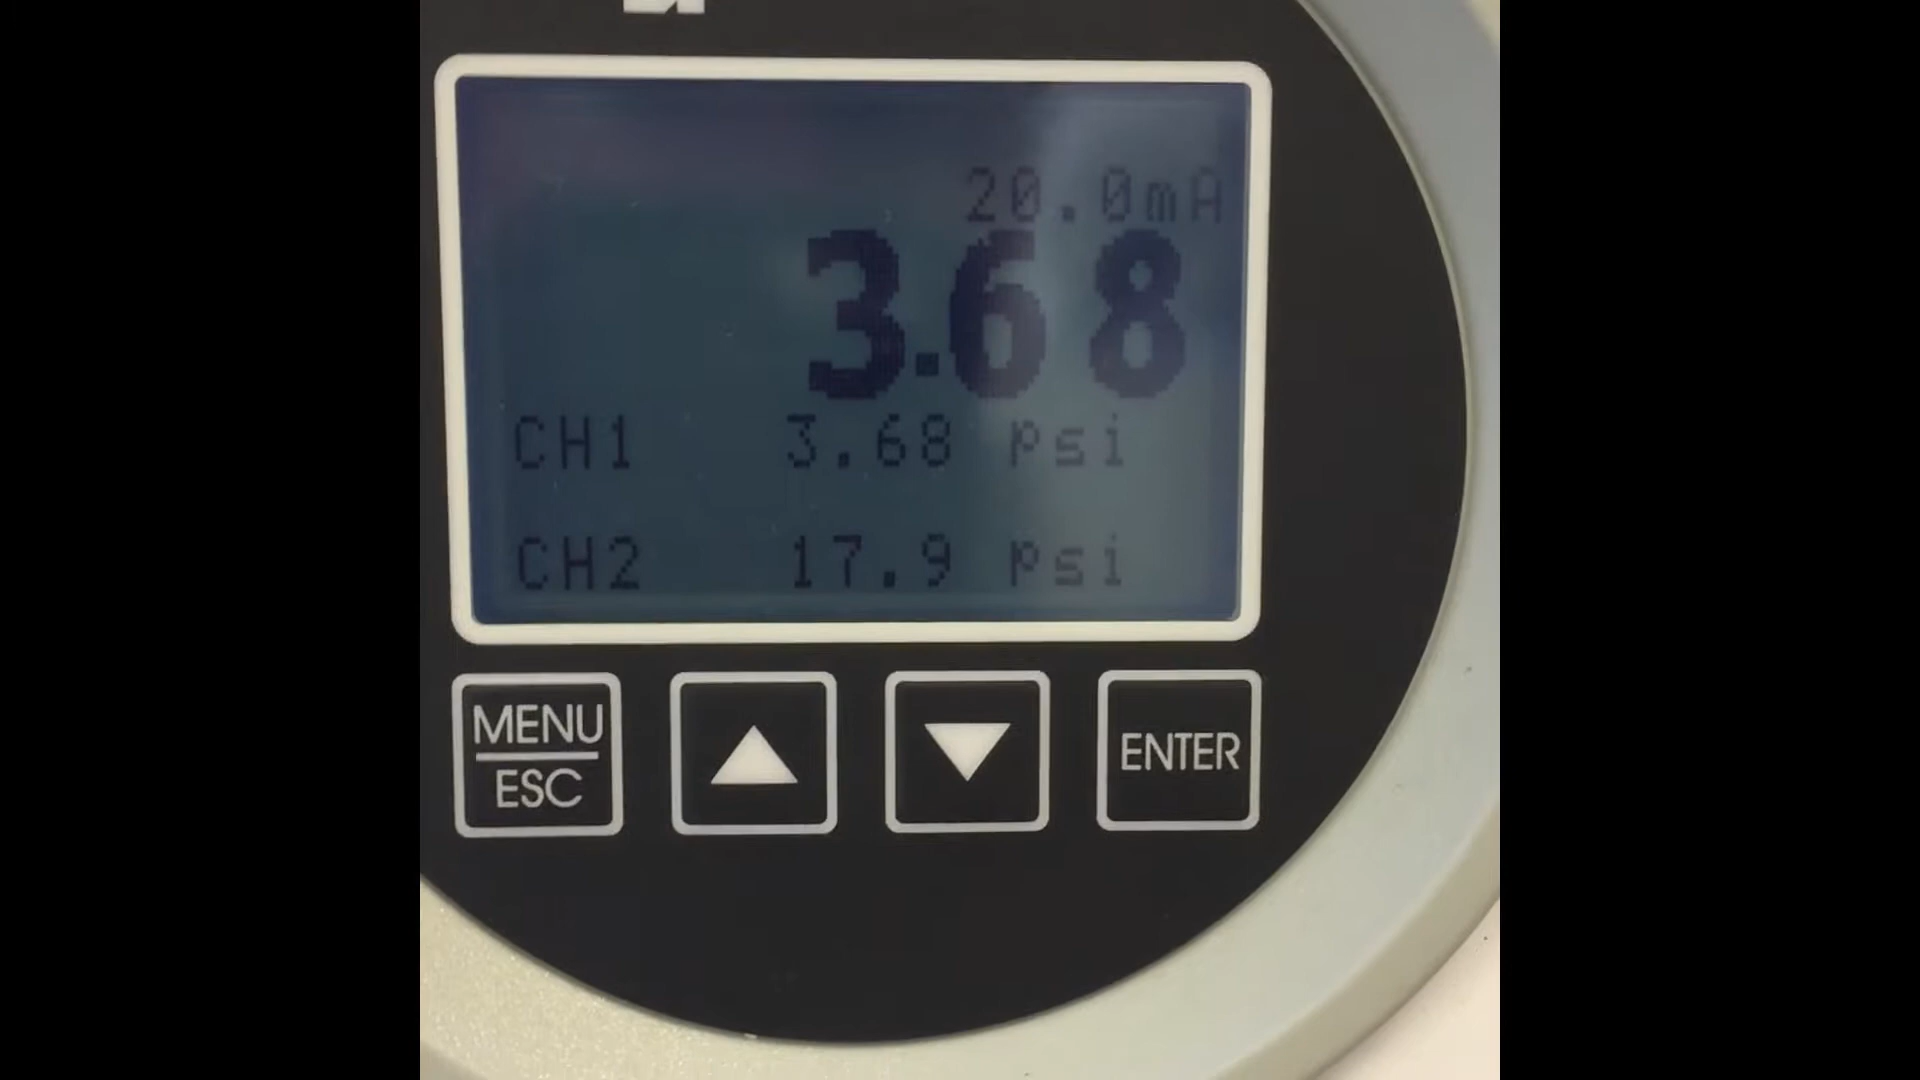 20.0mA
3.68
CH1 3.68 psi
CH2 17.9 psi
MENU
ESC
ENTER